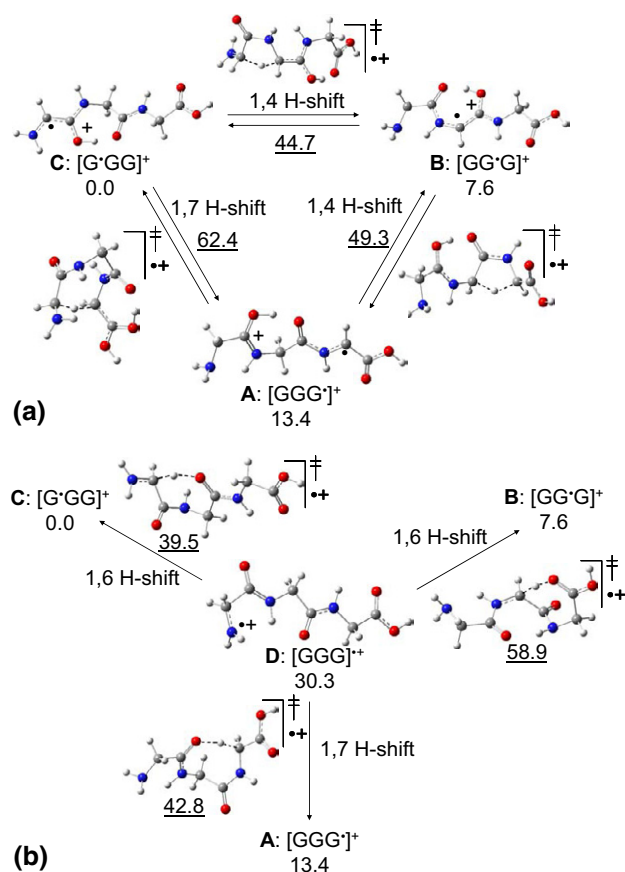 ‡
•+
1,4 H-shift
44.7
C: [G•GG]+
0.0
B: [GG•G]+
7.6
+
•
+
•
1,7 H-shift
62.4
1,4 H-shift
49.3
‡
•+
‡
•+
+
•
A: [GGG•]+
13.4
(a)
‡
•+
C: [G•GG]+
0.0
39.5
B: [GG•G]+
7.6
1,6 H-shift
1,6 H-shift
‡
•+
•+
D: [GGG]•+
30.3
58.9
‡
•+
1,7 H-shift
42.8
A: [GGG•]+
13.4
(b)